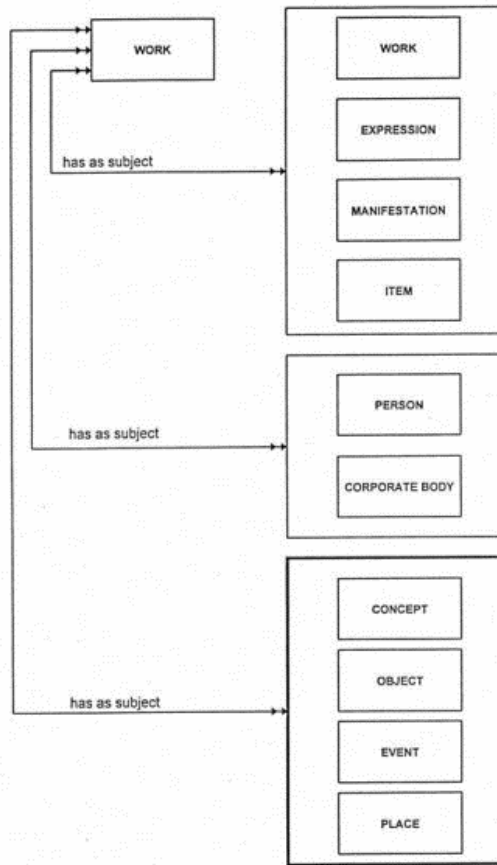 WORK
WORK
EXPRESSION
has as subject
MANIFESTATION
ITEM
PERSON
has as subject
CORPORATE BODY
CONCEPT
OBJECT
has as subject
EVENT
PLACE